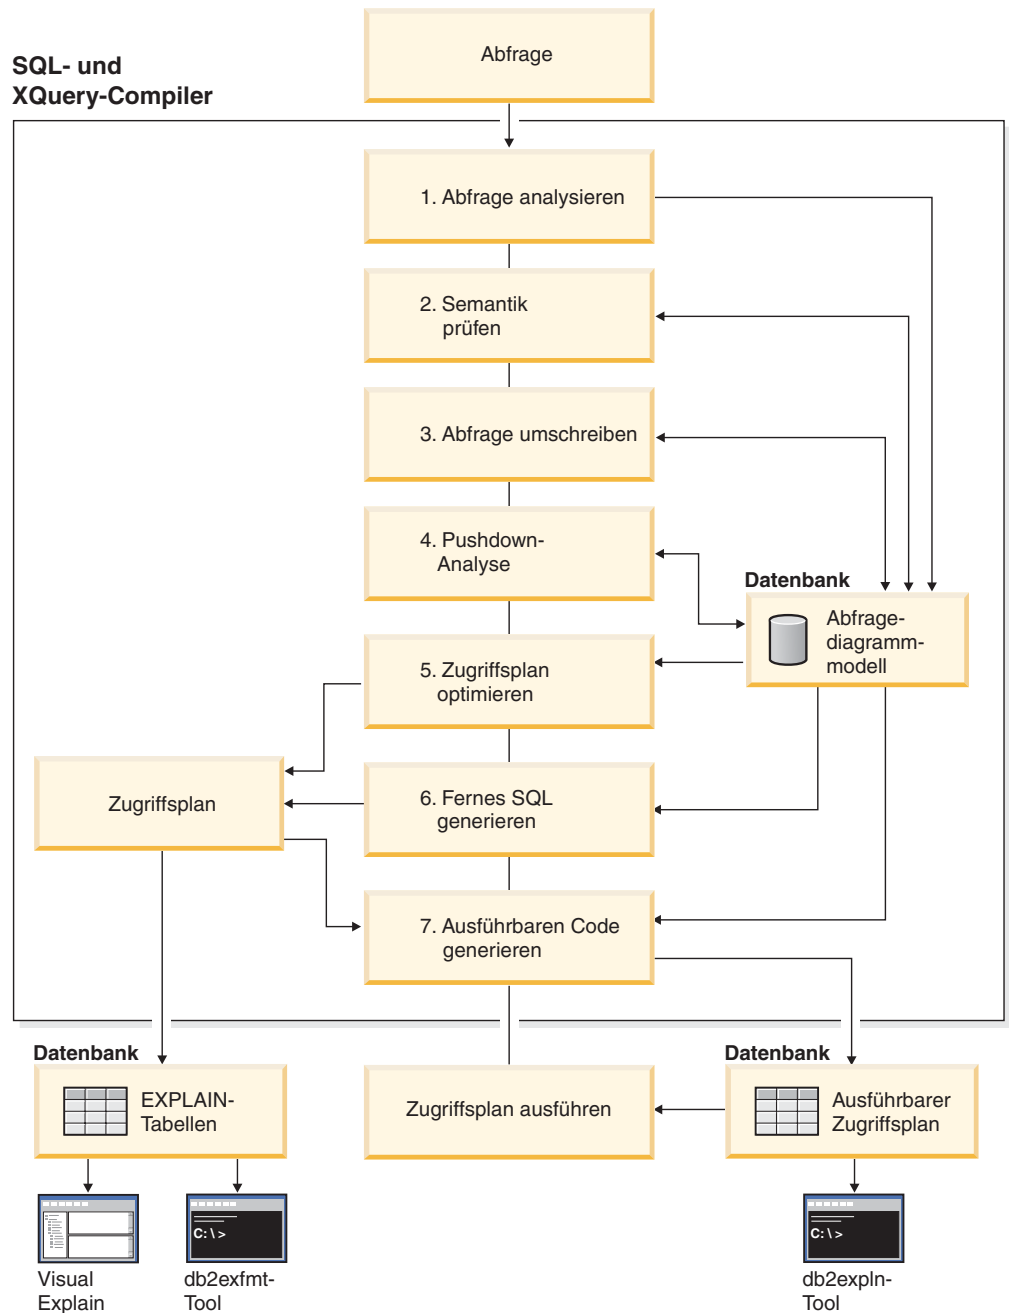 Abfrage
SQL- und
XQuery-Compiler
1. Abfrage analysieren
2. Semantik
prüfen
3. Abfrage umschreiben
4. Pushdown-
Analyse
Datenbank
Abfrage-
diagramm-
modell
5. Zugriffsplan
optimieren
Zugriffsplan
6. Fernes SQL
generieren
7. Ausführbaren Code
generieren
Datenbank
EXPLAIN-
Tabellen
Zugriffsplan ausführen
Datenbank
Ausführbarer
Zugriffsplan
C:\>
C:\>
Visual
Explain
db2exfmt-
Tool
db2expln-
Tool